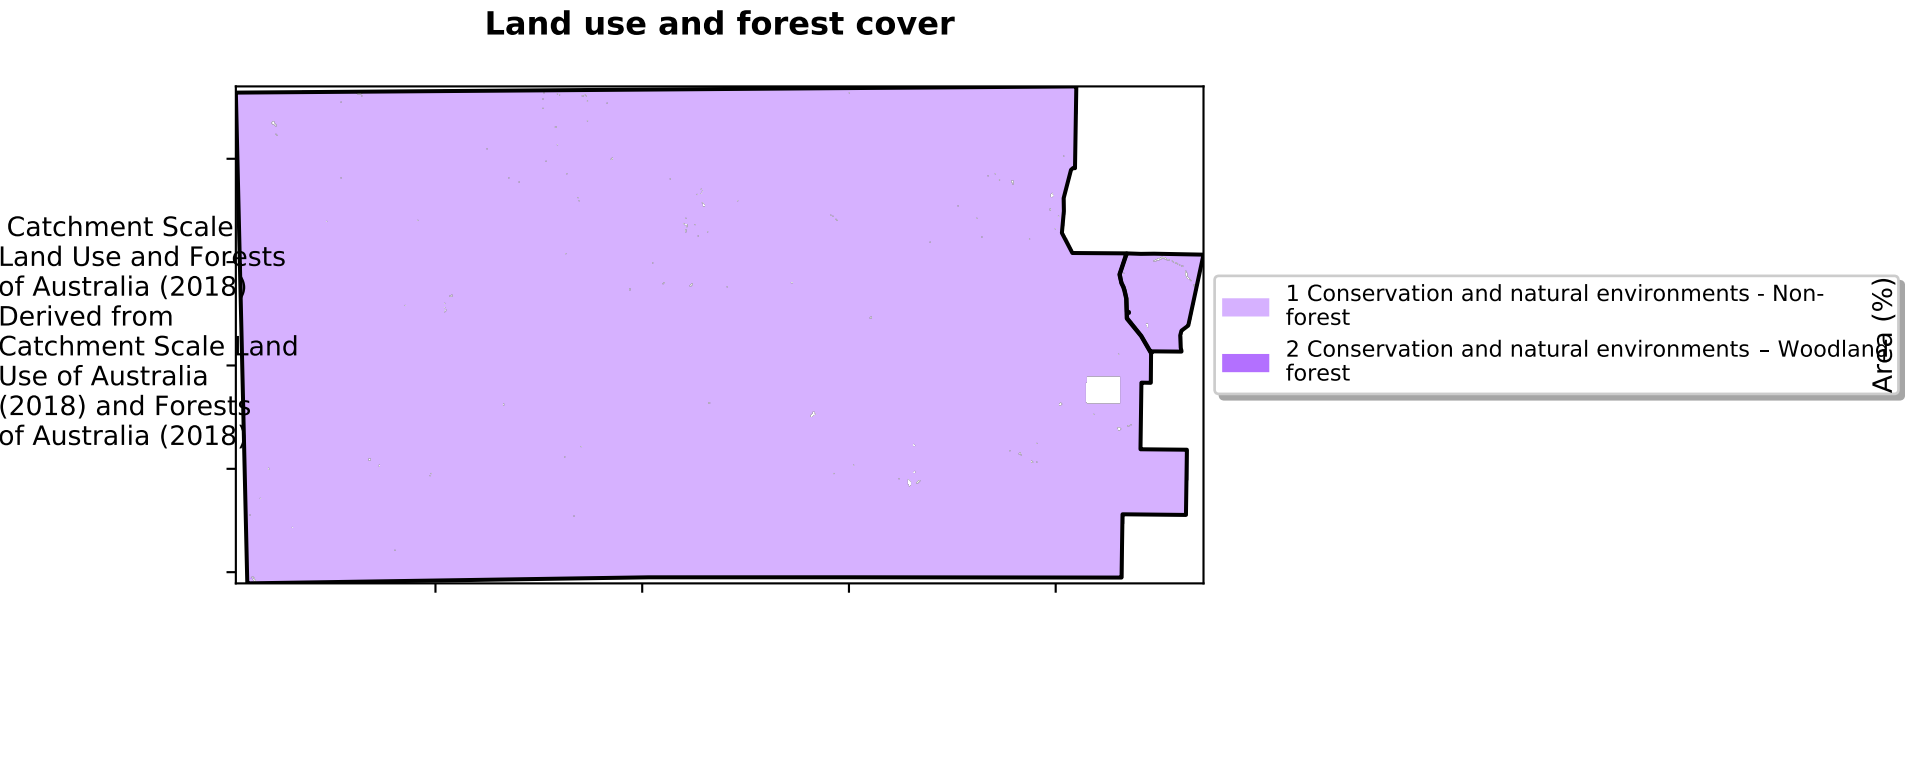 Land use and forest cover
Catchment Scale
Land Use and Forests
of Australia (2018)
Derived from
Catchment Scale Land
Use of Australia
(2018) and Forests
of Australia (2018)
1 Conservation and natural environments - Non-
forest
2 Conservation and natural environments – Woodland
forest
Area (%)